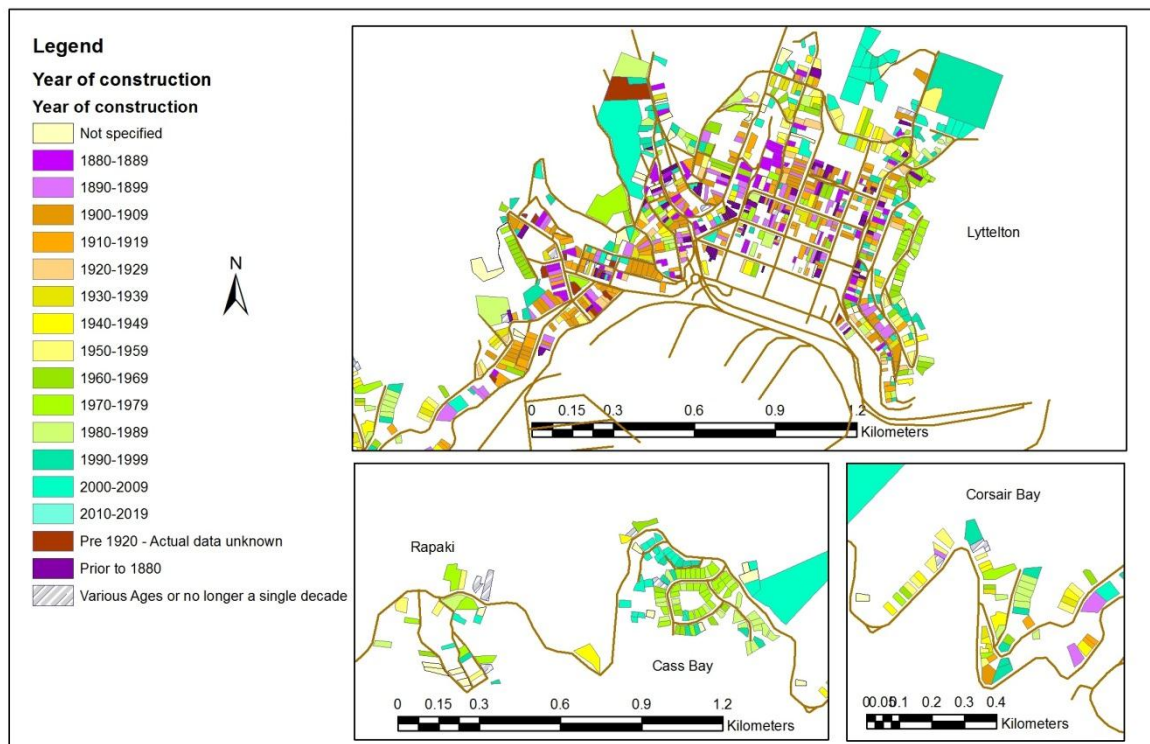 Legend
Year of construction
Year of construction
Not specified
1880-1889
1890-1899
1900-1909
1910-1919
1920-1929
1930-1939
1940-1949
1950-1959
1960-1969
1970-1979
1980-1989
1990-1999
2000-2009
2010-2019
Pre 1920 - Actual data unknown
Prior to 1880
Various Ages or no longer a single decade
N
Lyttelton
0 0.15 0.3 0.6 0.9 1.2
Kilometers
Rapaki
Cass Bay
0 0.15 0.3 0.6 0.9 1.2
Kilometers
Corsair Bay
0 0.05 0.1 0.2 0.3 0.4
Kilometers